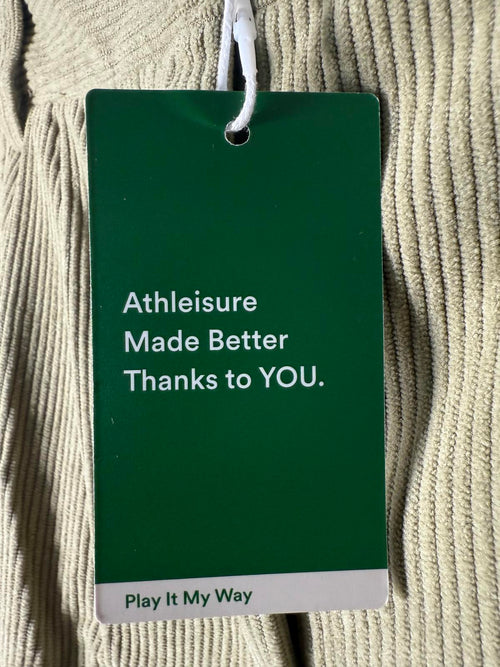 Athleisure
Made Better
Thanks to YOU.
Play It My Way